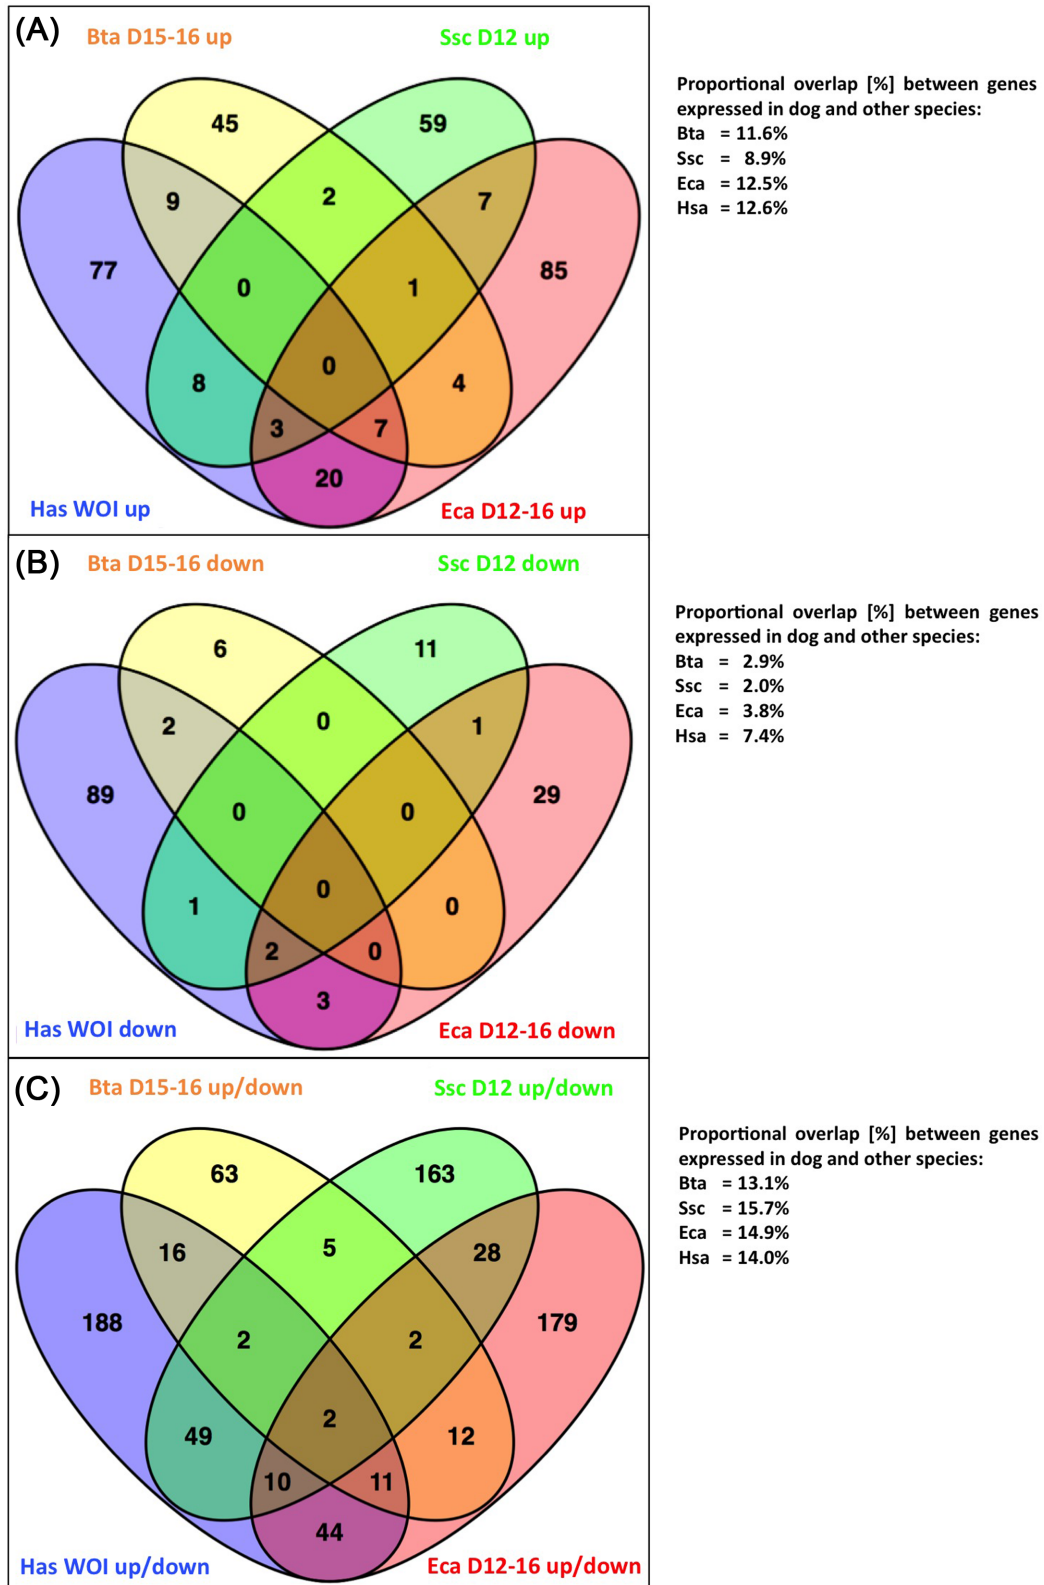 (A)
Bta D15-16 up
Ssc D12 up
45
59
9
2
7
77
0
1
85
0
8
4
3
7
20
Has WOI up
Eca D12-16 up
Proportional overlap [%] between genes
expressed in dog and other species:
Bta = 11.6%
Ssc = 8.9%
Eca = 12.5%
Hsa = 12.6%
(B)
Bta D15-16 down
Ssc D12 down
6
11
2
0
1
89
0
0
29
0
1
0
2
0
3
Has WOI down
Eca D12-16 down
Proportional overlap [%] between genes
expressed in dog and other species:
Bta = 2.9%
Ssc = 2.0%
Eca = 3.8%
Hsa = 7.4%
(C)
Bta D15-16 up/down
Ssc D12 up/down
63
163
16
5
28
188
2
2
179
2
49
12
10
11
44
Has WOI up/down
Eca D12-16 up/down
Proportional overlap [%] between genes
expressed in dog and other species:
Bta = 13.1%
Ssc = 15.7%
Eca = 14.9%
Hsa = 14.0%